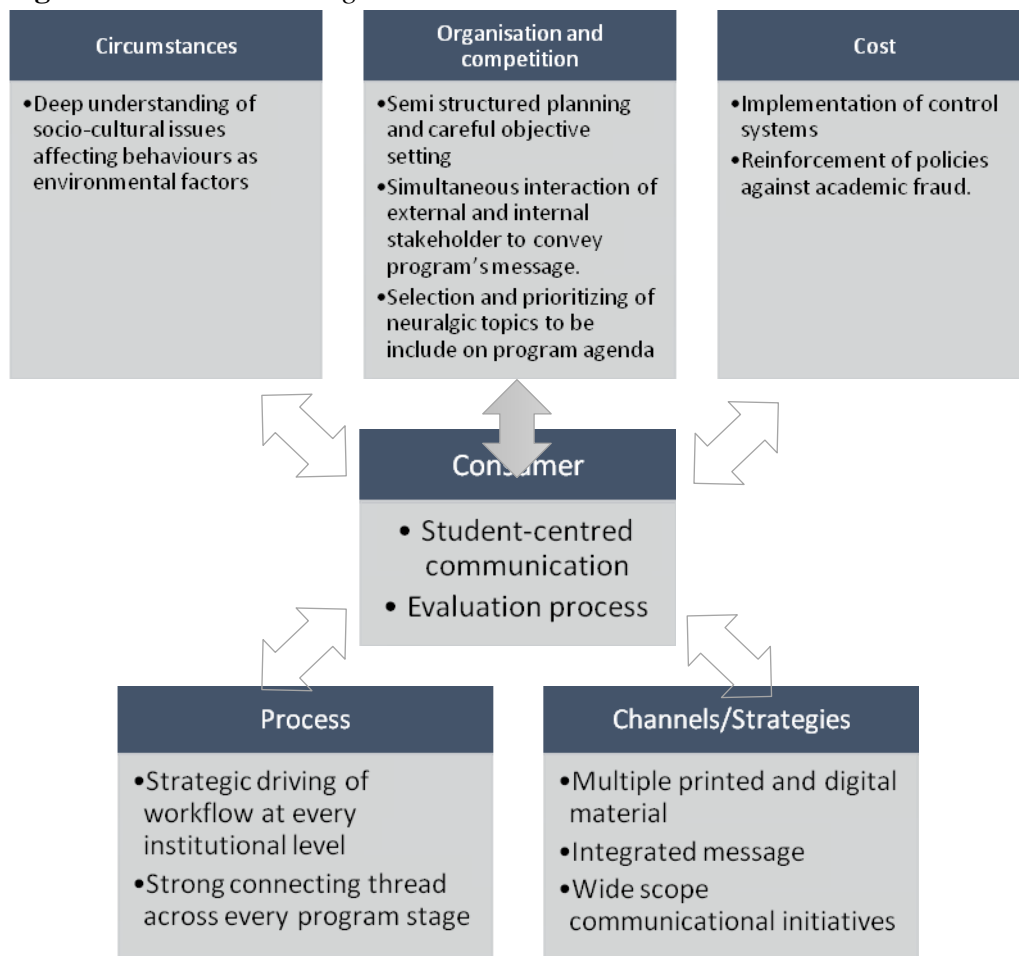 Circumstances
•Deep understanding of
socio-cultural issues
affecting behaviours as
environmental factors
Organisation and
competition
•Semi structured planning
and careful objective
setting
•Simultaneous interaction of
external and internal
stakeholder to convey
program's message.
•Selection and prioritizing of
neuralgic topics to be
include on program agenda
Cost
•Implementation of control
systems
•Reinforcement of policies
against academic fraud.
Consumer
• Student-centred
communication
• Evaluation process
Process
•Strategic driving of
workflow at every
institutional level
•Strong connecting thread
across every program stage
Channels/Strategies
•Multiple printed and digital
material
•Integrated message
•Wide scope
communicational initiatives